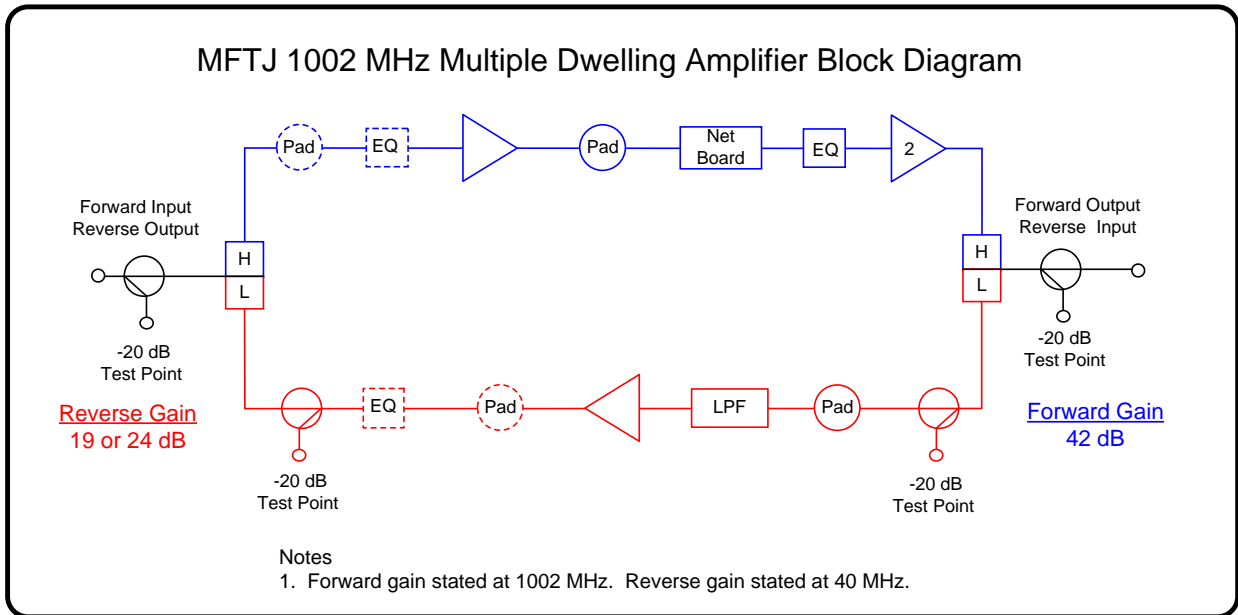 MFTJ 1002 MHz Multiple Dwelling Amplifier Block Diagram
Pad
EQ
Pad
Net
Board
EQ
2
Forward Input
Reverse Output
H
L
-20 dB
Test Point
Forward Output
Reverse Input
H
L
-20 dB
Test Point
Reverse Gain
19 or 24 dB
EQ
Pad
LPF
Pad
Forward Gain
42 dB
-20 dB
Test Point
-20 dB
Test Point
Notes
1. Forward gain stated at 1002 MHz. Reverse gain stated at 40 MHz.